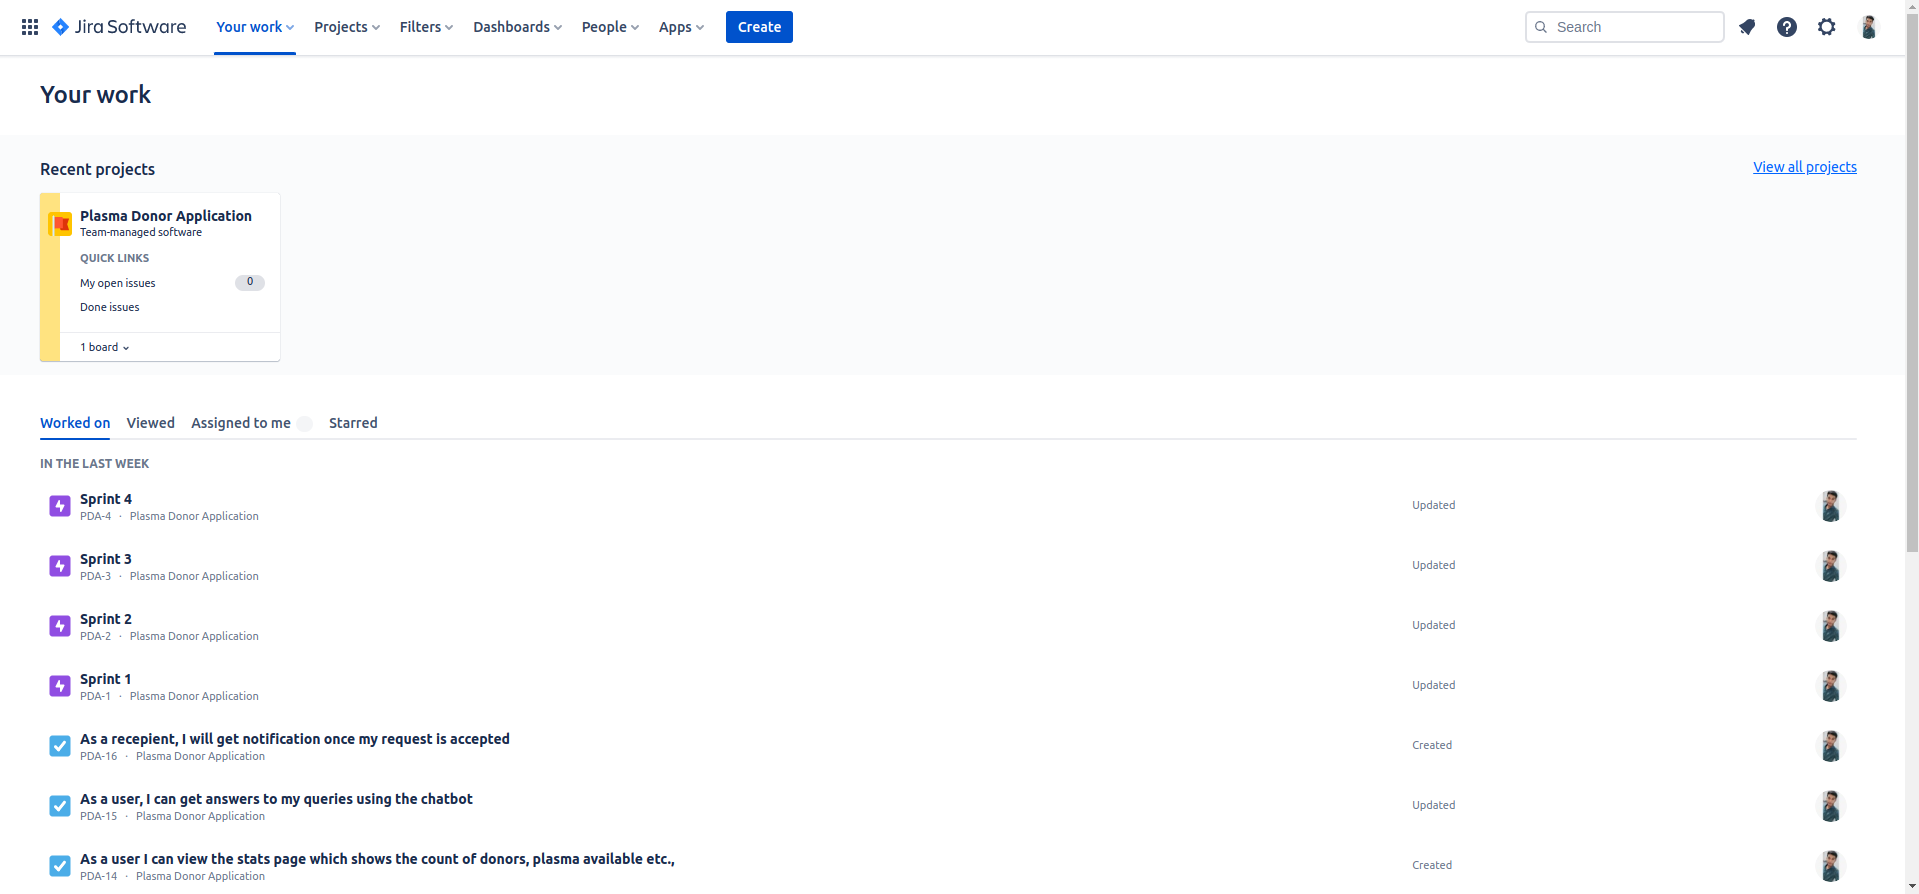 Jira Software Your work Projects Filters Dashboards People Apps Create Search
Your work
Recent projects View all projects
Plasma Donor Application
Team-managed software
QUICK LINKS
My open issues 0
Done issues
1 board
Worked on Viewed Assigned to me Starred
IN THE LAST WEEK
Sprint 4
PDA-4 · Plasma Donor Application Updated
Sprint 3
PDA-3 · Plasma Donor Application Updated
Sprint 2
PDA-2 · Plasma Donor Application Updated
Sprint 1
PDA-1 · Plasma Donor Application Updated
As a recepient, I will get notification once my request is accepted
PDA-16 · Plasma Donor Application Created
As a user, I can get answers to my queries using the chatbot
PDA-15 · Plasma Donor Application Updated
As a user I can view the stats page which shows the count of donors, plasma available etc.,
PDA-14 · Plasma Donor Application Created